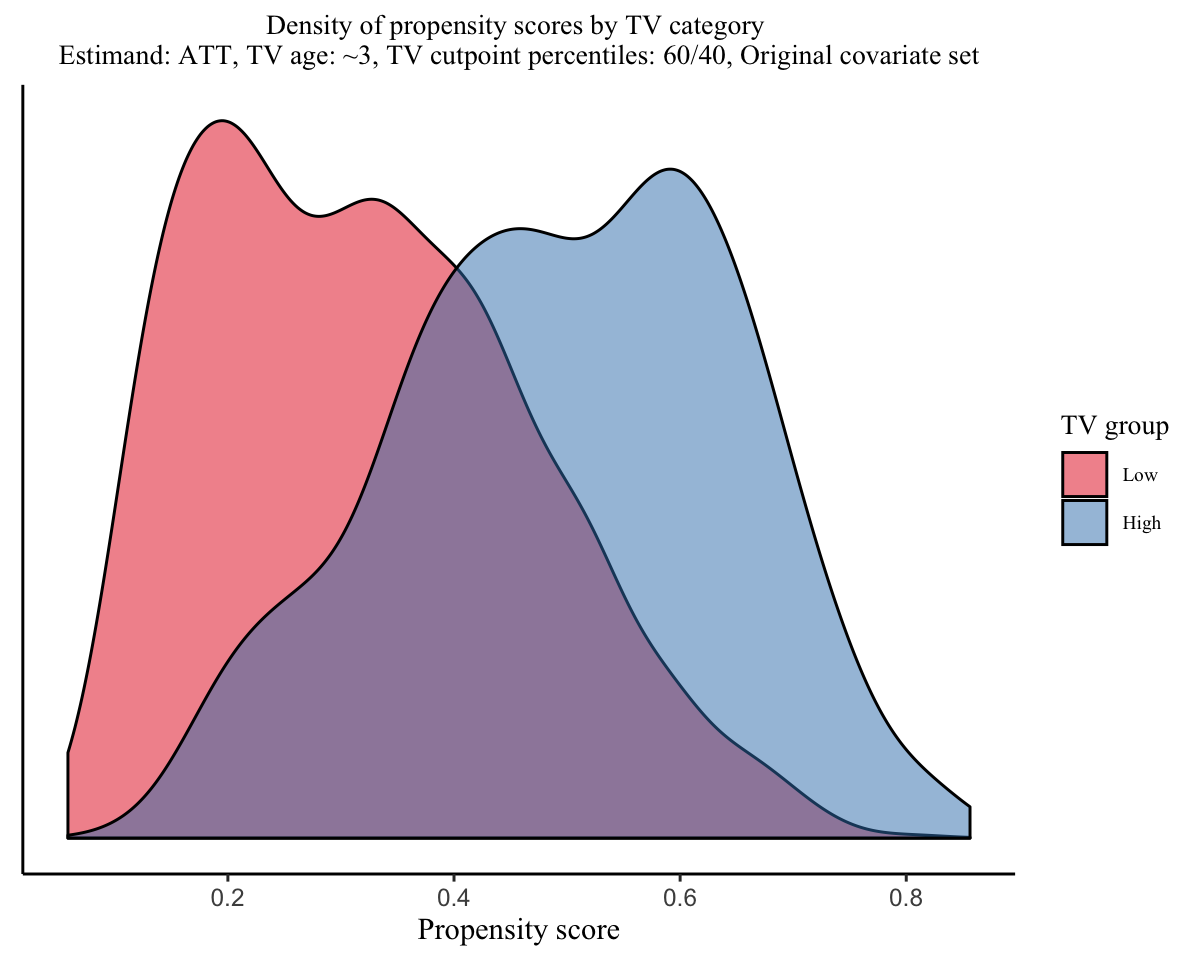 Density of propensity scores by TV category
Estimand: ATT, TV age: ~3, TV cutpoint percentiles: 60/40, Original covariate set
TV group
Low
High
0.2 0.4 0.6 0.8
Propensity score